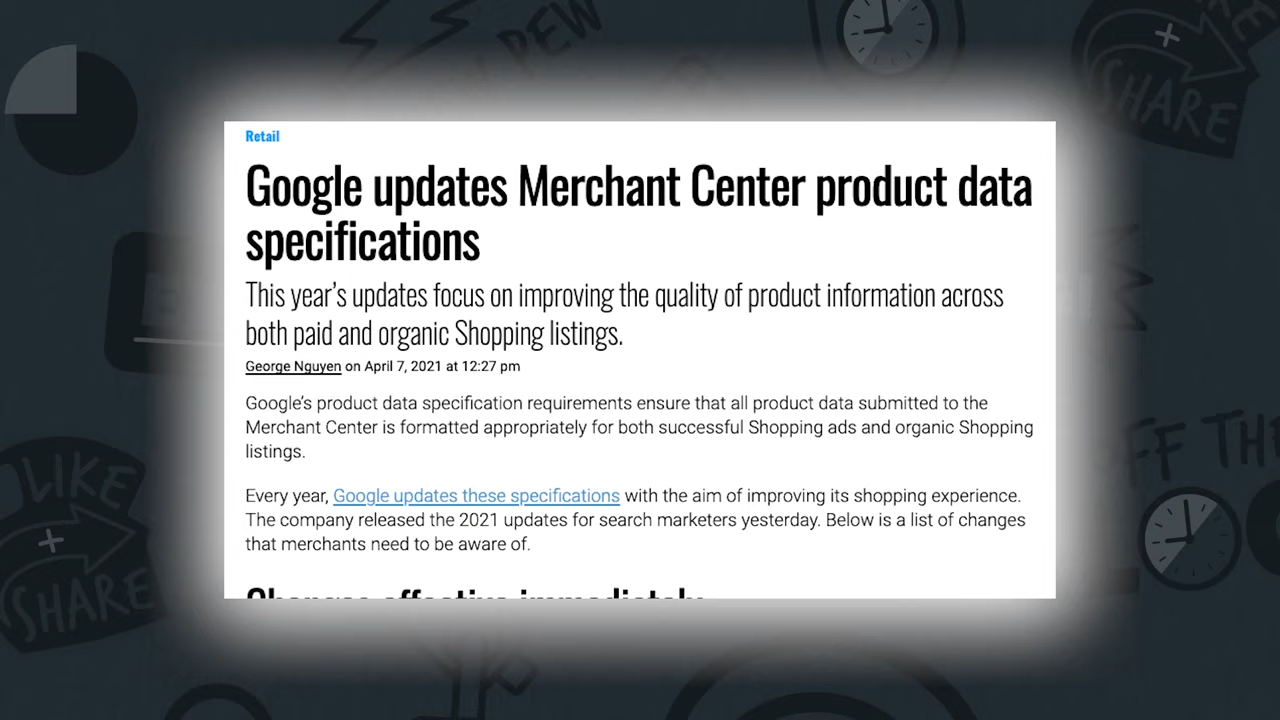 PEW
SHARE
Retail
Google updates Merchant Center product data
specifications
This year's updates focus on improving the quality of product information across
both paid and organic Shopping listings.
George Nguyen on April 7, 2021 at 12:27 pm
Google's product data specification requirements ensure that all product data submitted to the
Merchant Center is formatted appropriately for both successful Shopping ads and organic Shopping
listings.
Every year, Google updates these specifications with the aim of improving its shopping experience.
The company released the 2021 updates for search marketers yesterday. Below is a list of changes
that merchants need to be aware of.
Changes effective immediately
LIKE
SHARE